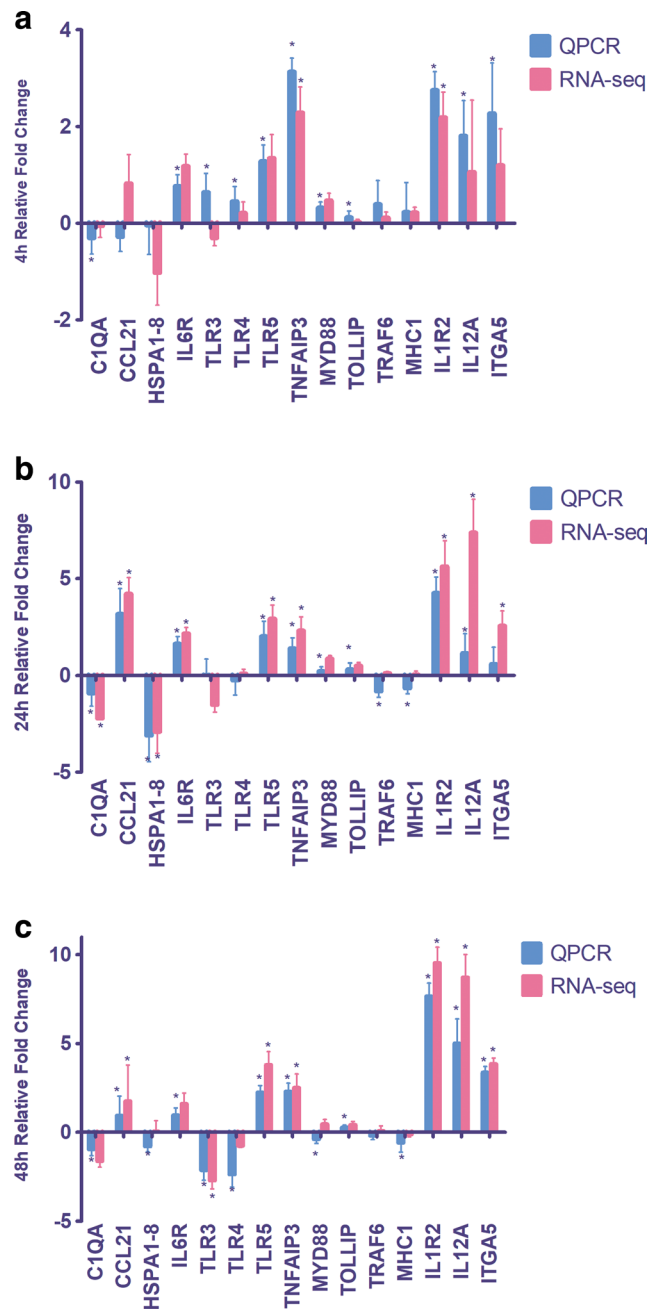 a
4
2
0
-2
4h Relative Fold Change
QPCR
RNA-seq
* * * * * * * * * * * * * *
C1QA CCL21 HSPA1-8 IL6R TLR3 TLR4 TLR5 TNFAIP3 MYD88 TOLLIP TRAF6 MHC1 IL1R2 IL12A ITGA5
b
10
5
0
-5
24h Relative Fold Change
QPCR
RNA-seq
* * * * * * * * * * * * * * * * * * * * *
C1QA CCL21 HSPA1-8 IL6R TLR3 TLR4 TLR5 TNFAIP3 MYD88 TOLLIP TRAF6 MHC1 IL1R2 IL12A ITGA5
c
10
5
0
-5
48h Relative Fold Change
QPCR
RNA-seq
* * * * * * * * * * * * * * * * * * * * *
C1QA CCL21 HSPA1-8 IL6R TLR3 TLR4 TLR5 TNFAIP3 MYD88 TOLLIP TRAF6 MHC1 IL1R2 IL12A ITGA5